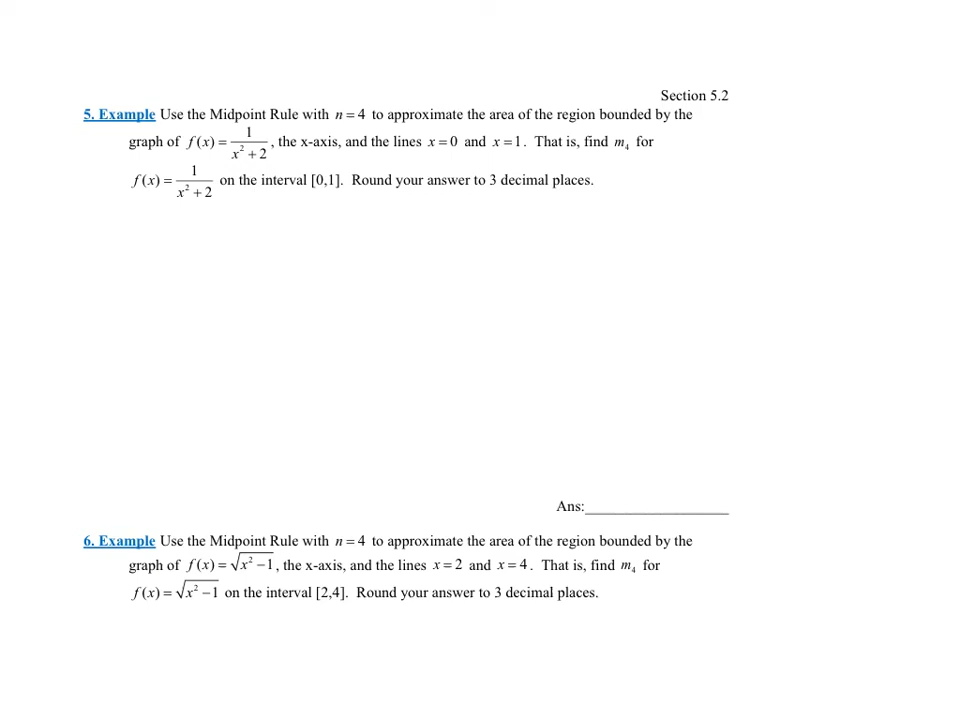 Section 5.2
5. Example Use the Midpoint Rule with n = 4 to approximate the area of the region bounded by the
graph of f(x) = 1/(x² + 2), the x-axis, and the lines x = 0 and x = 1. That is, find m₄ for
f(x) = 1/(x² + 2) on the interval [0,1]. Round your answer to 3 decimal places.
Ans:___________________
6. Example Use the Midpoint Rule with n = 4 to approximate the area of the region bounded by the
graph of f(x) = √(x² − 1), the x-axis, and the lines x = 2 and x = 4. That is, find m₄ for
f(x) = √(x² − 1) on the interval [2,4]. Round your answer to 3 decimal places.